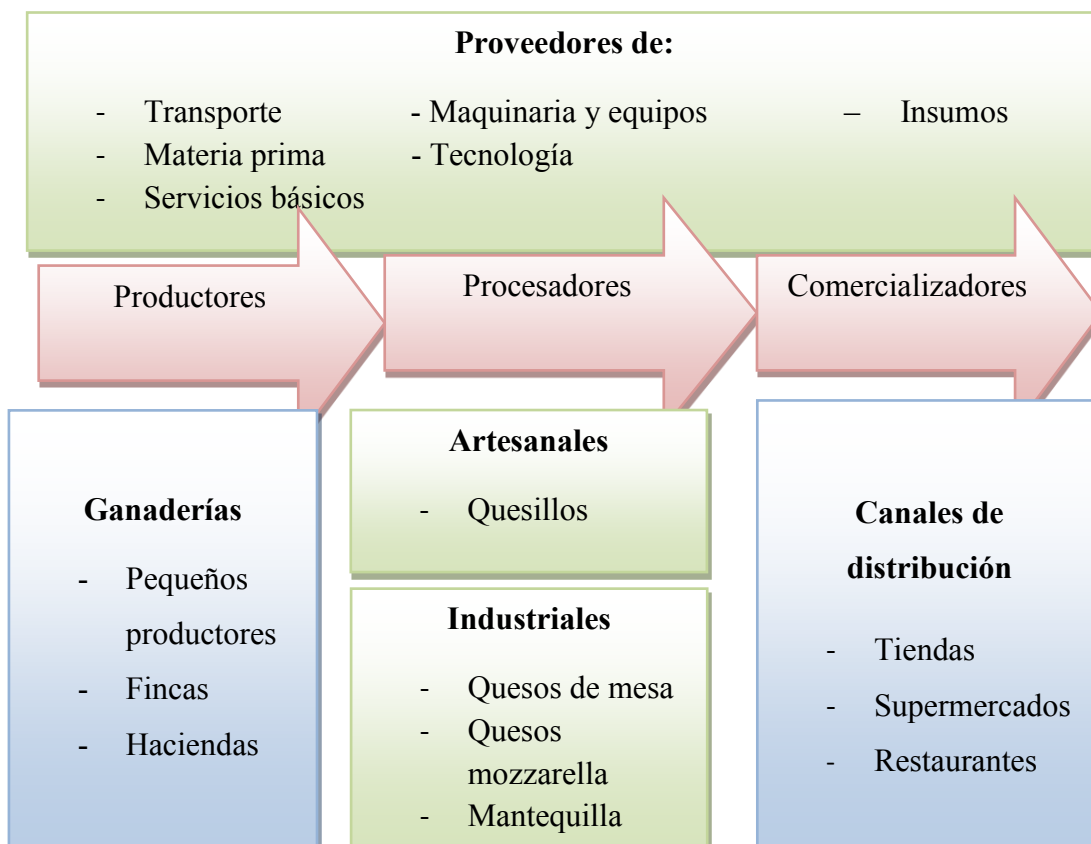 Proveedores de:
- Transporte - Maquinaria y equipos – Insumos
- Materia prima - Tecnología
- Servicios básicos
Productores
Procesadores
Comercializadores
Ganaderías
- Pequeños
productores
- Fincas
- Haciendas
Artesanales
- Quesillos
Industriales
- Quesos de mesa
- Quesos
mozzarella
- Mantequilla
Canales de
distribución
- Tiendas
- Supermercados
- Restaurantes